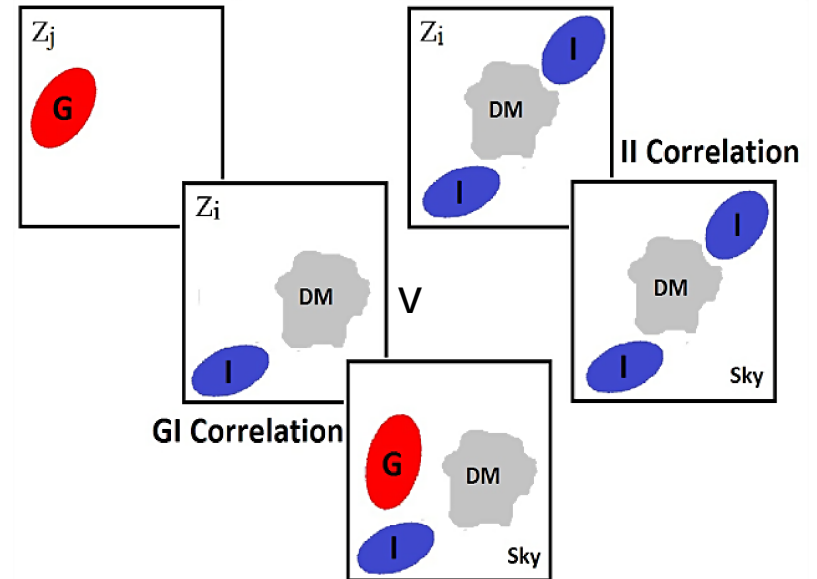 Zj
G
Zi
I
DM
I
II Correlation
Zi
DM
I
V
I
DM
I
Sky
GI Correlation
G
DM
I
Sky